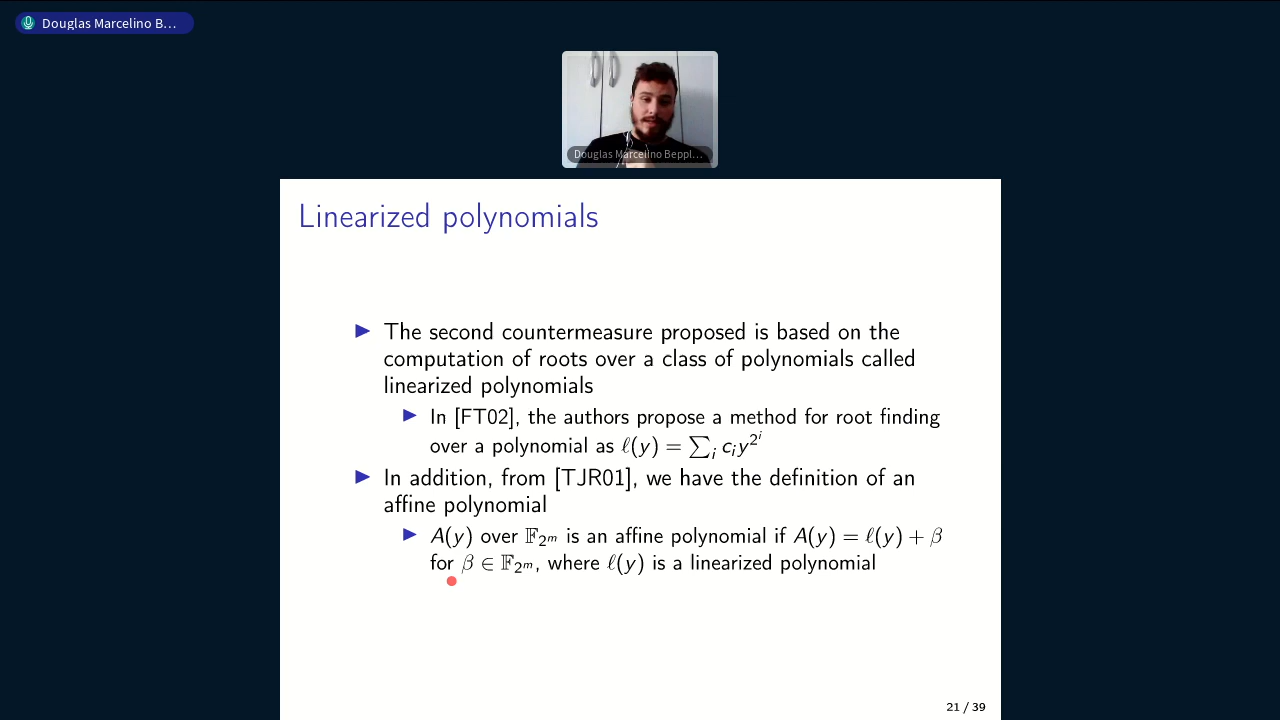 Douglas Marcelino B...
Douglas Marcelino Beppl...
Linearized polynomials
▶ The second countermeasure proposed is based on the
computation of roots over a class of polynomials called
linearized polynomials
▶ In [FT02], the authors propose a method for root finding
over a polynomial as ℓ(y) = ∑_i c_i y^{2^i}
▶ In addition, from [TJR01], we have the definition of an
affine polynomial
▶ A(y) over 𝔽_{2^m} is an affine polynomial if A(y) = ℓ(y) + β
for β ∈ 𝔽_{2^m}, where ℓ(y) is a linearized polynomial
21 / 39